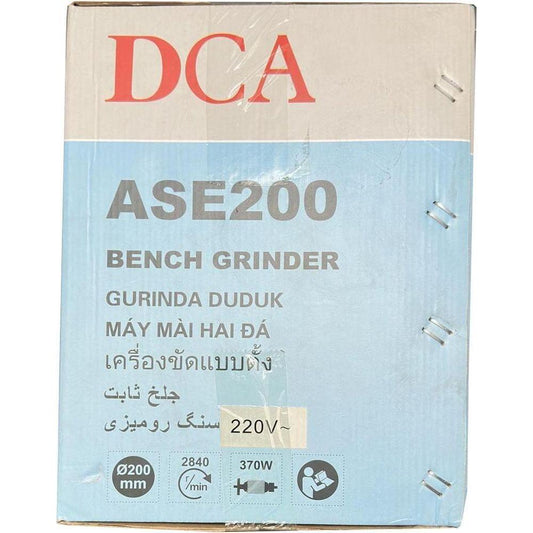 DCA
ASE200
BENCH GRINDER
GURINDA DUDUK
MÁY MÀI HAI ĐÁ
เครื่องขัดแบบตั้ง
جلخ ثابت
سنگ رومیزی 220V~
Ø200 mm
2840 r/min
370W